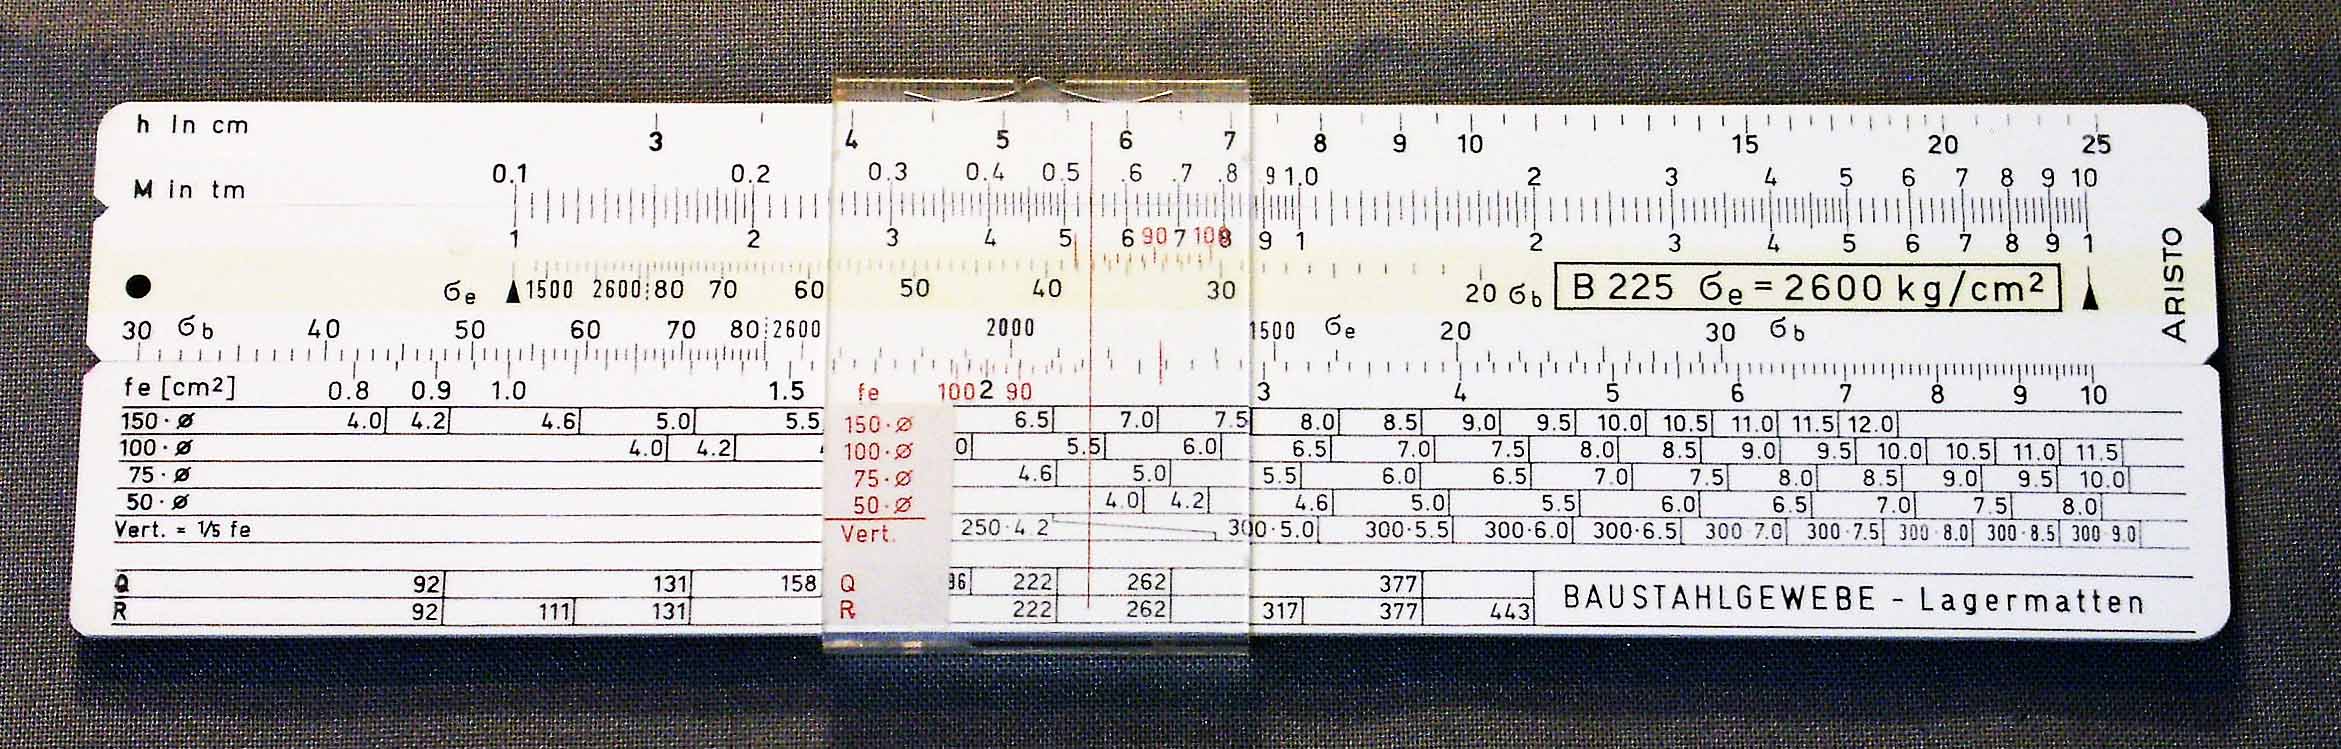 h in cm 3 4 5 6 7 8 9 10 15 20 25
M in tm 0.1 0.2 0.3 0.4 0.5 .6 .7 .8 9 1.0 2 3 4 5 6 7 8 9 10
1 2 3 4 5 6 90 7 100 8 9 1 2 3 4 5 6 7 8 9 1
σe 1500 2600 80 70 60 50 40 30 20 σb B 225 σe = 2600 kg/cm²
30 σb 40 50 60 70 80 2600 2000 1500 σe 20 30 σb
ARISTO
fe [cm²] 0.8 0.9 1.0 1.5 fe 100 2 90 3 4 5 6 7 8 9 10
150·ø 4.0 4.2 4.6 5.0 5.5 150·ø 6.5 7.0 7.5 8.0 8.5 9.0 9.5 10.0 10.5 11.0 11.5 12.0
100·ø 4.0 4.2 100·ø 5.5 6.0 6.5 7.0 7.5 8.0 8.5 9.0 9.5 10.0 10.5 11.0 11.5
75·ø 75·ø 4.6 5.0 5.5 6.0 6.5 7.0 7.5 8.0 8.5 9.0 9.5 10.0
50·ø 50·ø 4.0 4.2 4.6 5.0 5.5 6.0 6.5 7.0 7.5 8.0
Vert. = 1/5 fe Vert. 250·4.2 300·5.0 300·5.5 300·6.0 300·6.5 300·7.0 300·7.5 300·8.0 300·8.5 300·9.0
Q 92 131 158 Q 222 262 377
R 92 111 131 R 222 262 317 377 443
BAUSTAHLGEWEBE - Lagermatten